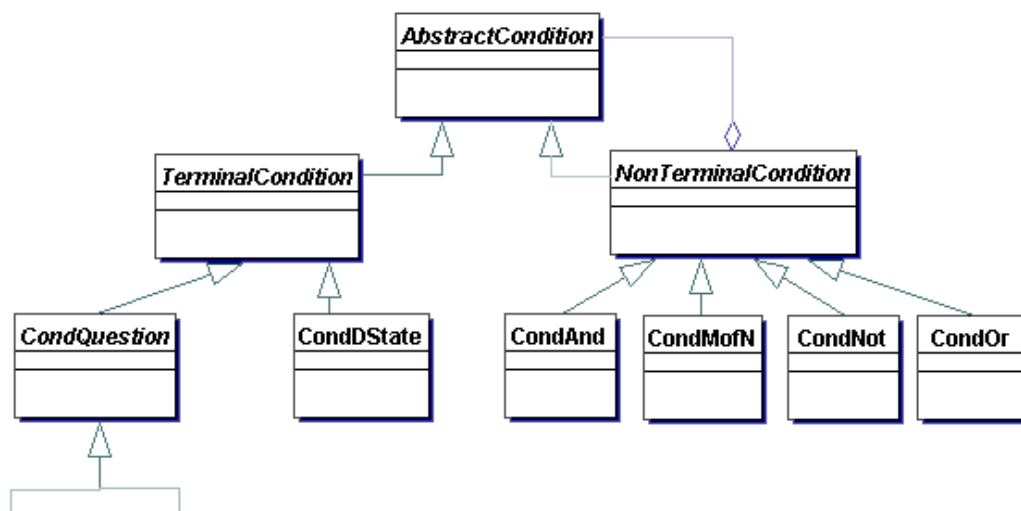 AbstractCondition
TerminalCondition
NonTerminalCondition
CondQuestion
CondDState
CondAnd
CondMofN
CondNot
CondOr